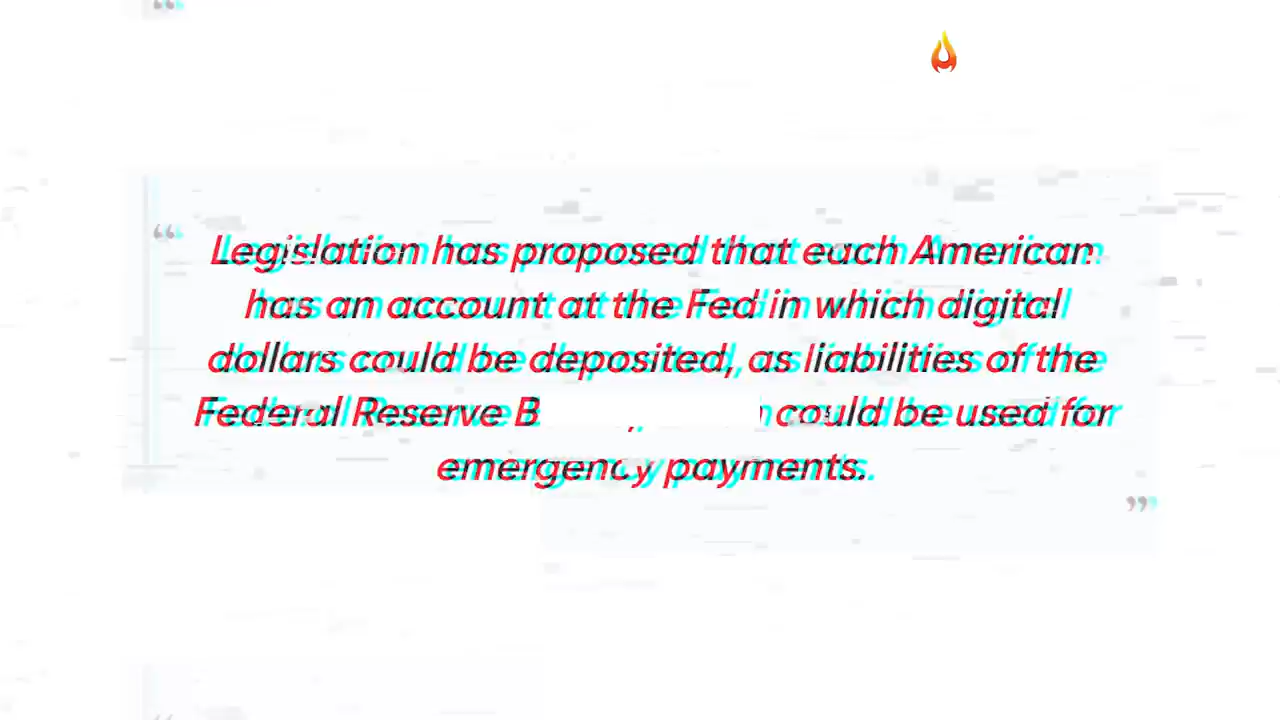 “ Legislation has proposed that each American
has an account at the Fed in which digital
dollars could be deposited, as liabilities of the
Federal Reserve could be used for
emergency payments. ”